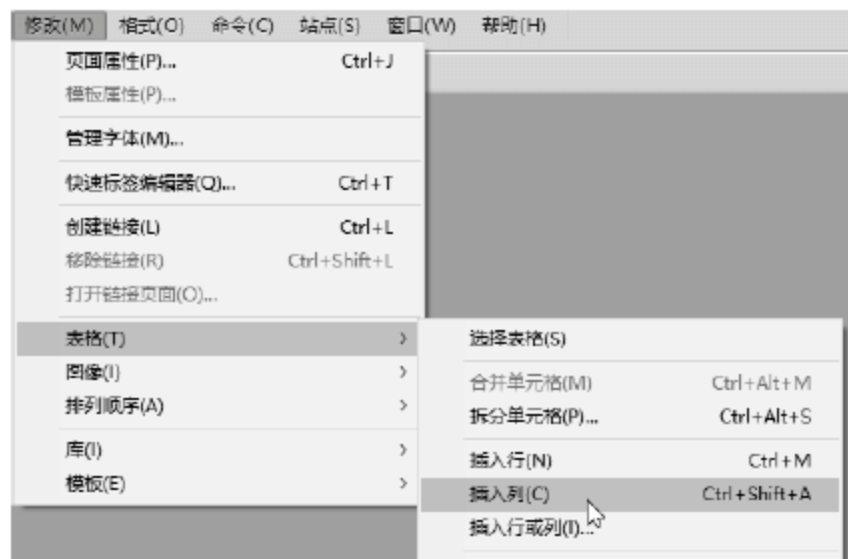 修改(M) 格式(O) 命令(C) 站点(S) 窗口(W) 帮助(H)
页面属性(P)... Ctrl+J
模板属性(P)...
管理字体(M)...
快速标签编辑器(Q)... Ctrl+T
创建链接(L) Ctrl+L
移除链接(R) Ctrl+Shift+L
打开链接页面(O)...
表格(T)
图像(I)
排列顺序(A)
库(I)
模板(E)
选择表格(S)
合并单元格(M) Ctrl+Alt+M
拆分单元格(P)... Ctrl+Alt+S
插入行(N) Ctrl+M
插入列(C) Ctrl+Shift+A
插入行或列(I)...